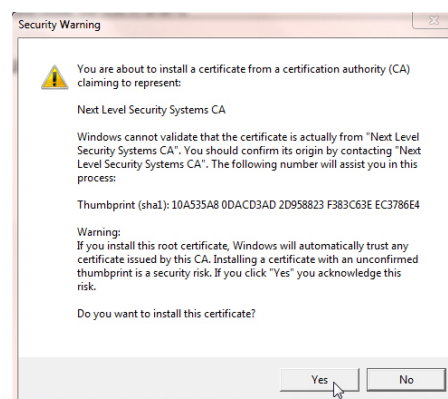 Security Warning
You are about to install a certificate from a certification authority (CA)
claiming to represent:
Next Level Security Systems CA
Windows cannot validate that the certificate is actually from "Next Level
Security Systems CA". You should confirm its origin by contacting "Next
Level Security Systems CA". The following number will assist you in this
process:
Thumbprint (sha1): 10A535A8 0DACD3AD 2D958823 F383C63E EC3786E4
Warning:
If you install this root certificate, Windows will automatically trust any
certificate issued by this CA. Installing a certificate with an unconfirmed
thumbprint is a security risk. If you click "Yes" you acknowledge this
risk.
Do you want to install this certificate?
Yes No